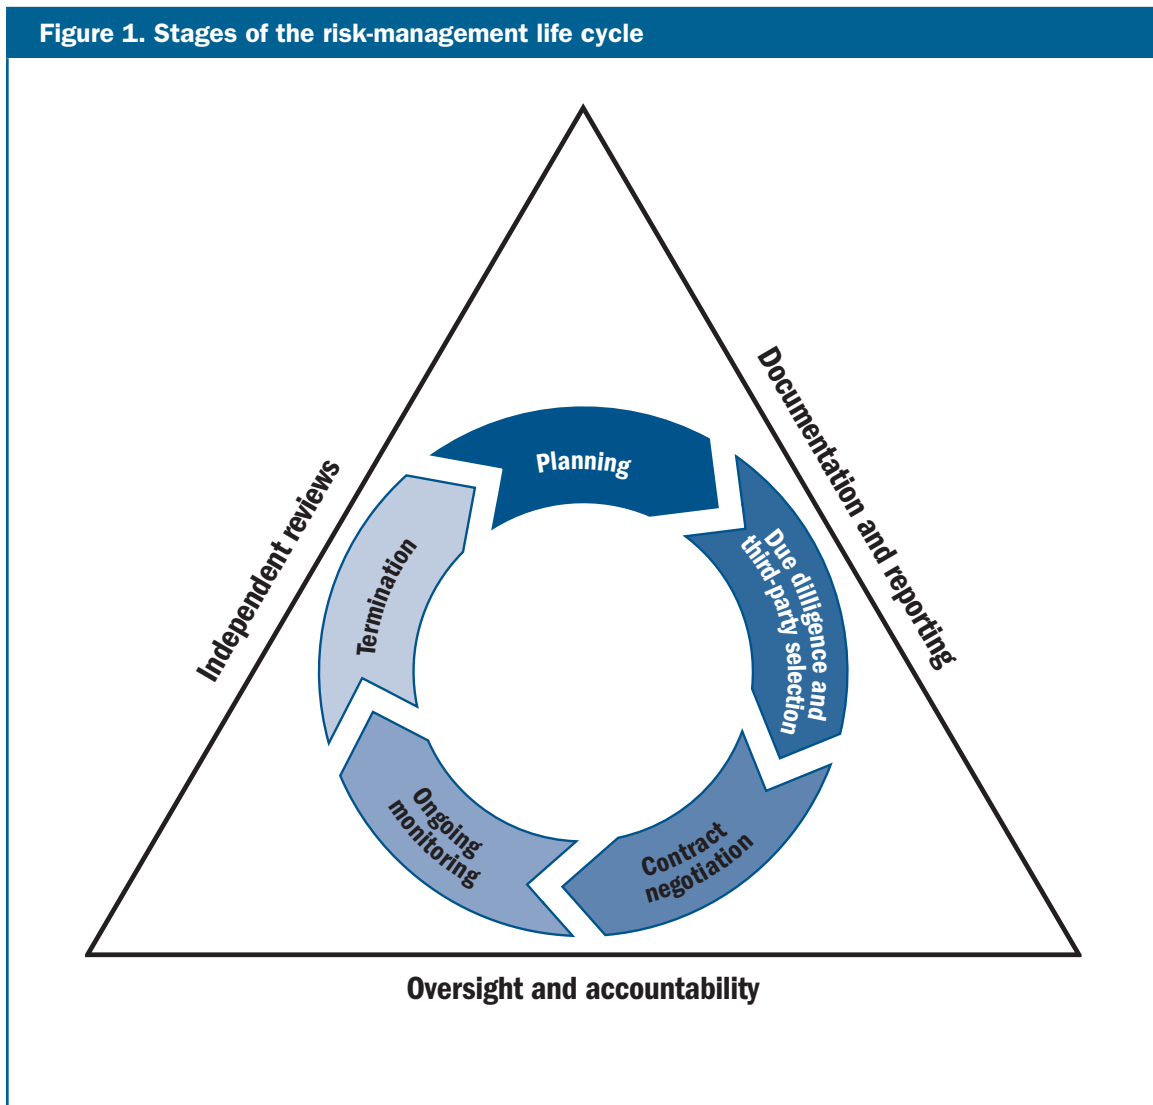 Figure 1. Stages of the risk-management life cycle
Independent reviews
Documentation and reporting
Planning
Due dilligence and
third-party selection
Contract
negotiation
Ongoing
monitoring
Termination
Oversight and accountability